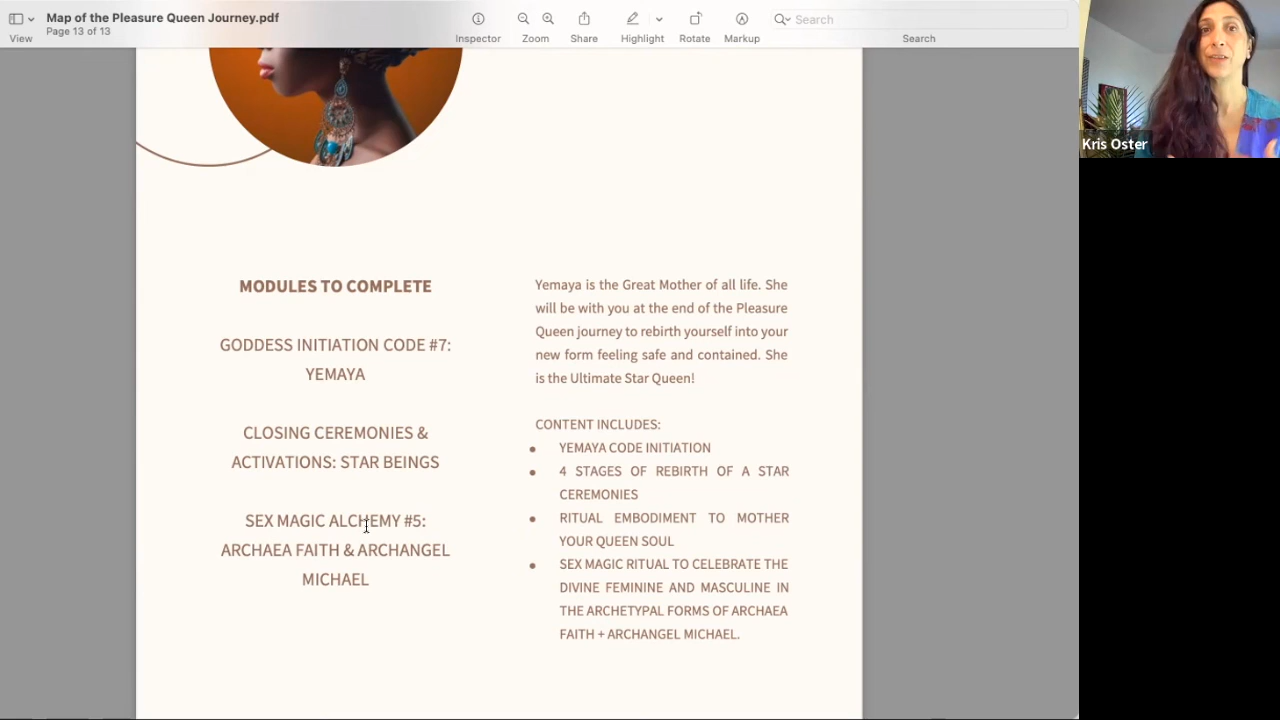 Map of the Pleasure Queen Journey.pdf
Page 13 of 13
View
Inspector
Zoom
Share
Highlight
Rotate
Markup
Search
Search
Kris Oster
MODULES TO COMPLETE
GODDESS INITIATION CODE #7:
YEMAYA
CLOSING CEREMONIES &
ACTIVATIONS: STAR BEINGS
SEX MAGIC ALCHEMY #5:
ARCHAEA FAITH & ARCHANGEL
MICHAEL
Yemaya is the Great Mother of all life. She
will be with you at the end of the Pleasure
Queen journey to rebirth yourself into your
new form feeling safe and contained. She
is the Ultimate Star Queen!
CONTENT INCLUDES:
● YEMAYA CODE INITIATION
● 4 STAGES OF REBIRTH OF A STAR
CEREMONIES
● RITUAL EMBODIMENT TO MOTHER
YOUR QUEEN SOUL
● SEX MAGIC RITUAL TO CELEBRATE THE
DIVINE FEMININE AND MASCULINE IN
THE ARCHETYPAL FORMS OF ARCHAEA
FAITH + ARCHANGEL MICHAEL.